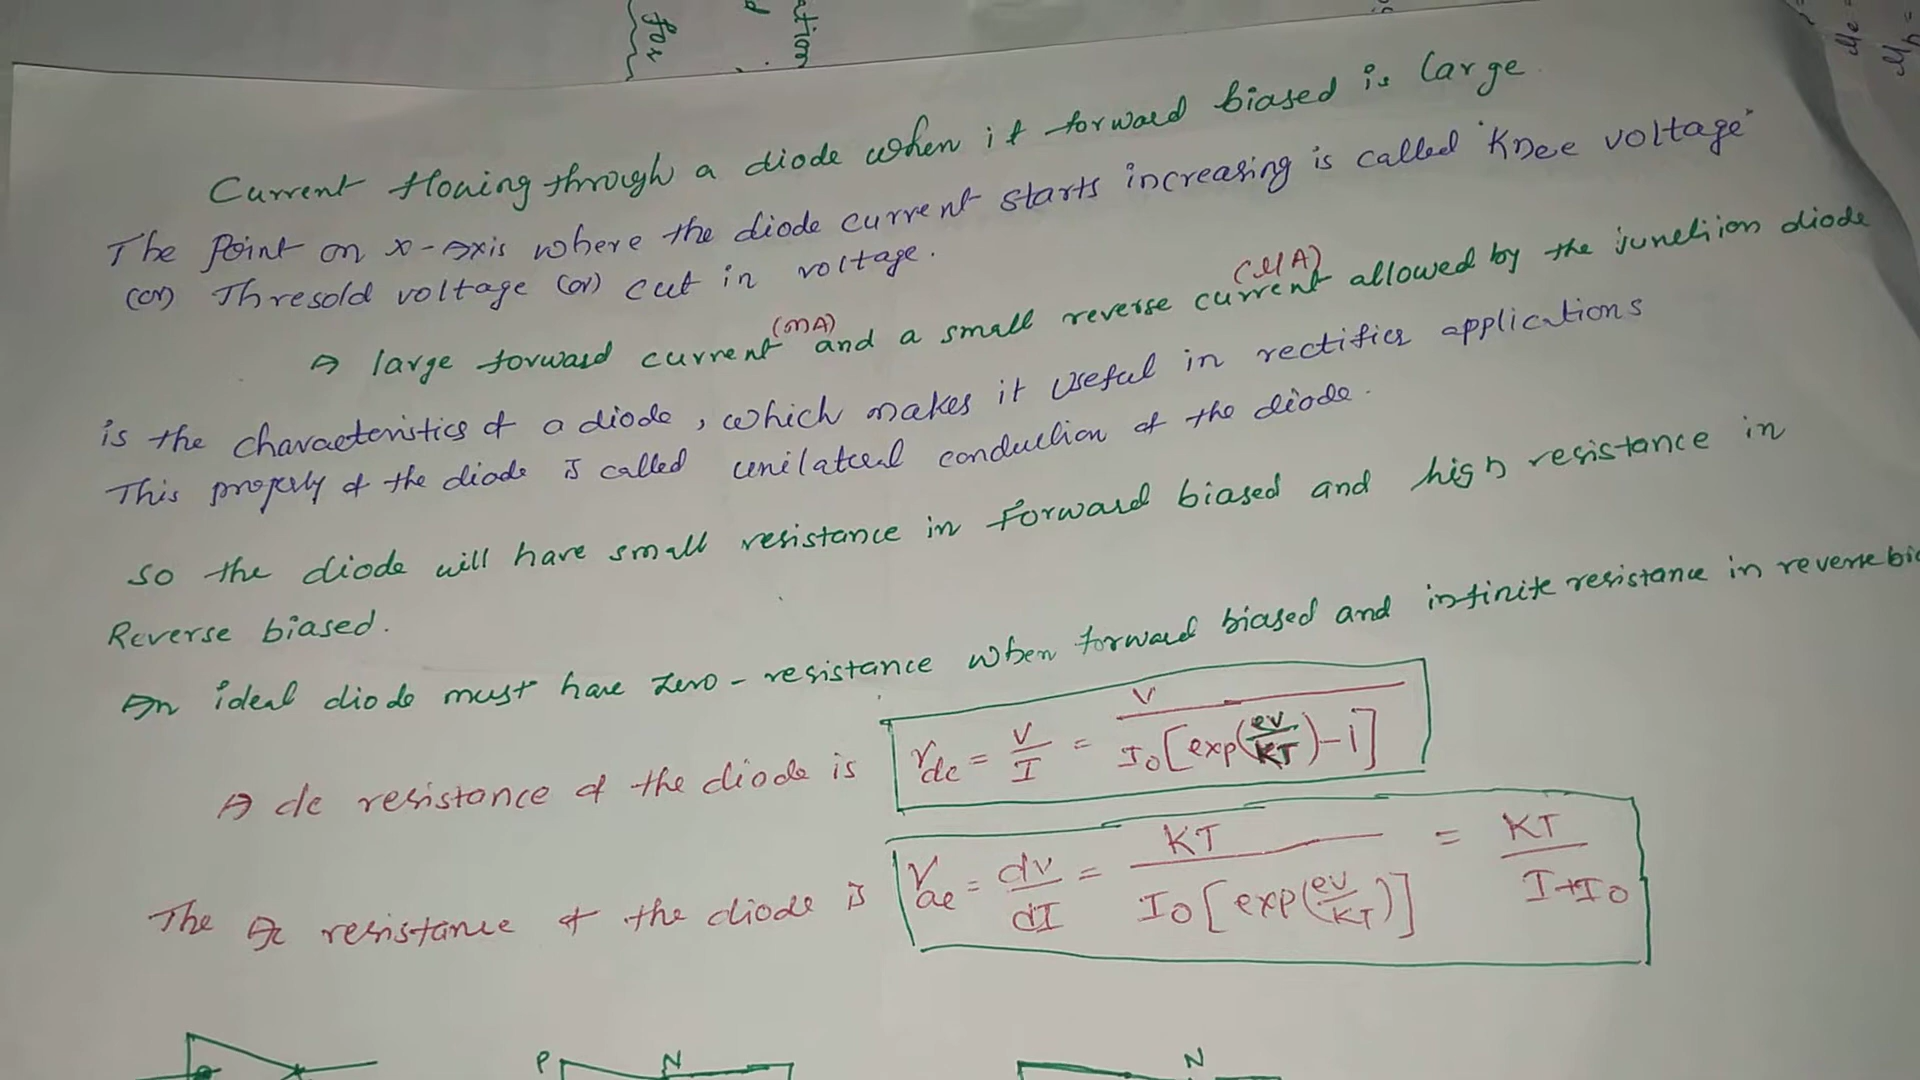 for
ation
Me =
Mh =
Current flowing through a diode when it forward biased is large
The Point on x-axis where the diode current starts increasing is called "Knee voltage"
(or) Thresold voltage (or) cut in voltage.
(mA) (μA)
A large forward current and a small reverse current allowed by the junction diode
is the characteristics of a diode, which makes it useful in rectifier applications
This property of the diode is called unilateral conduction of the diode.
So the diode will have small resistance in forward biased and high resistance in
Reverse biased.
An ideal diode must have zero - resistance when forward biased and infinite resistance in reverse bia
A dc resistance of the diode is r_dc = V/I = V / I0[exp(eV/KT)-1]
The Ac resistance of the diode is r_ac = dV/dI = KT / I0[exp(eV/KT)] = KT / I+I0
P N N